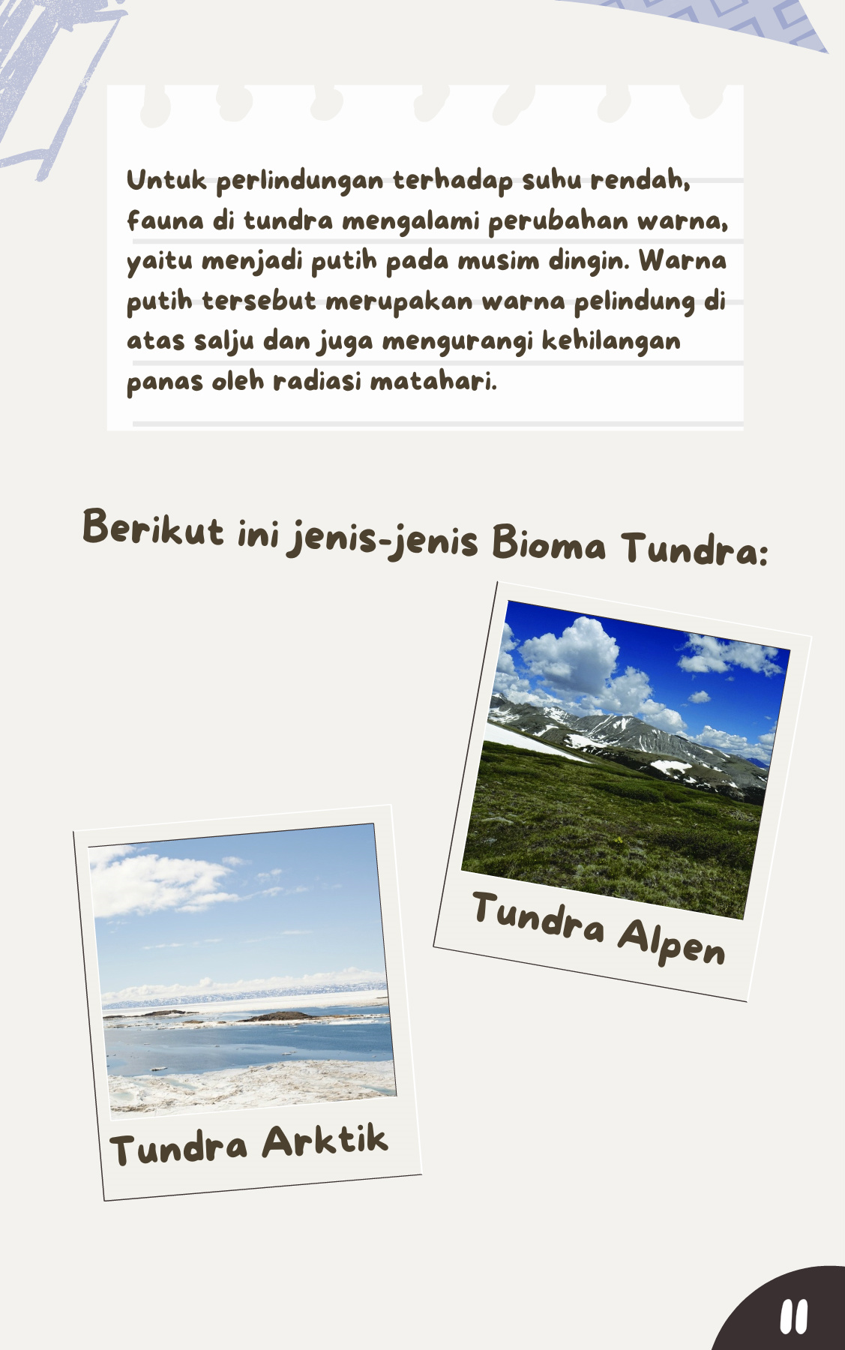 Untuk perlindungan terhadap suhu rendah,
fauna di tundra mengalami perubahan warna,
yaitu menjadi putih pada musim dingin. Warna
putih tersebut merupakan warna pelindung di
atas salju dan juga mengurangi kehilangan
panas oleh radiasi matahari.
Berikut ini jenis-jenis Bioma Tundra:
Tundra Alpen
Tundra Arktik
11